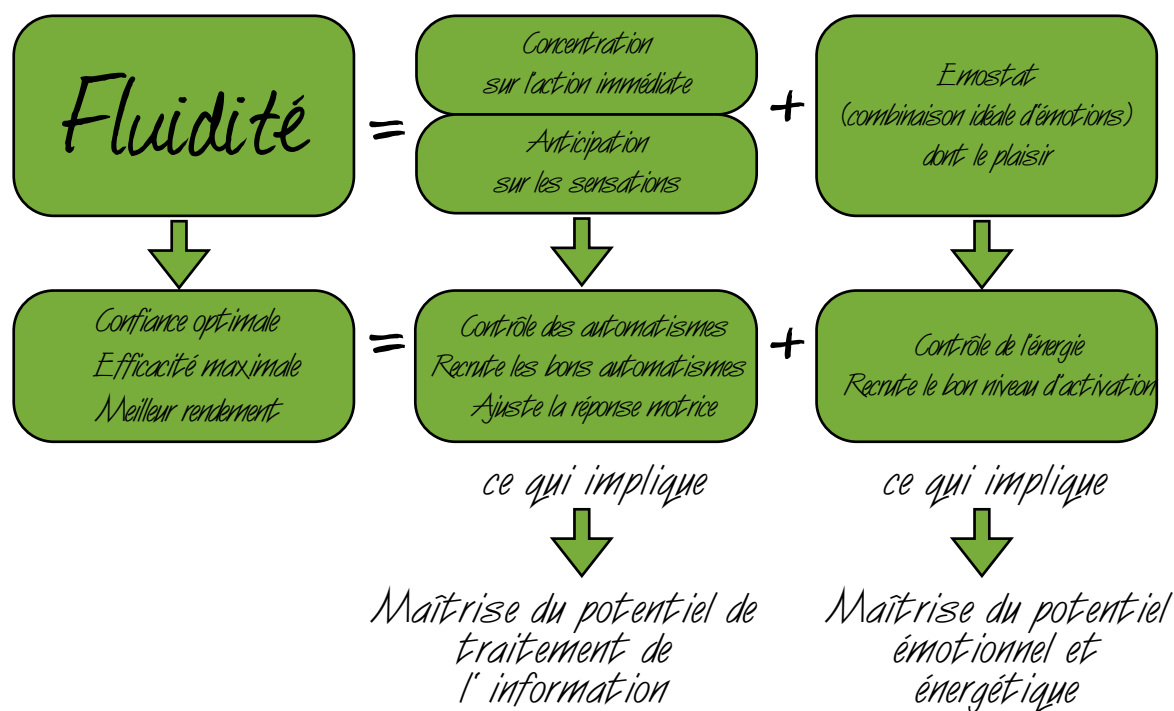 Fluidité
=
Concentration
sur l'action immédiate
Anticipation
sur les sensations
+
Emostat
(combinaison idéale d'émotions)
dont le plaisir
Confiance optimale
Efficacité maximale
Meilleur rendement
=
Contrôle des automatismes
Recrute les bons automatismes
Ajuste la réponse motrice
+
Contrôle de l'énergie
Recrute le bon niveau d'activation
ce qui implique
ce qui implique
Maîtrise du potentiel de
traitement de
l' information
Maîtrise du potentiel
émotionnel et
énergétique